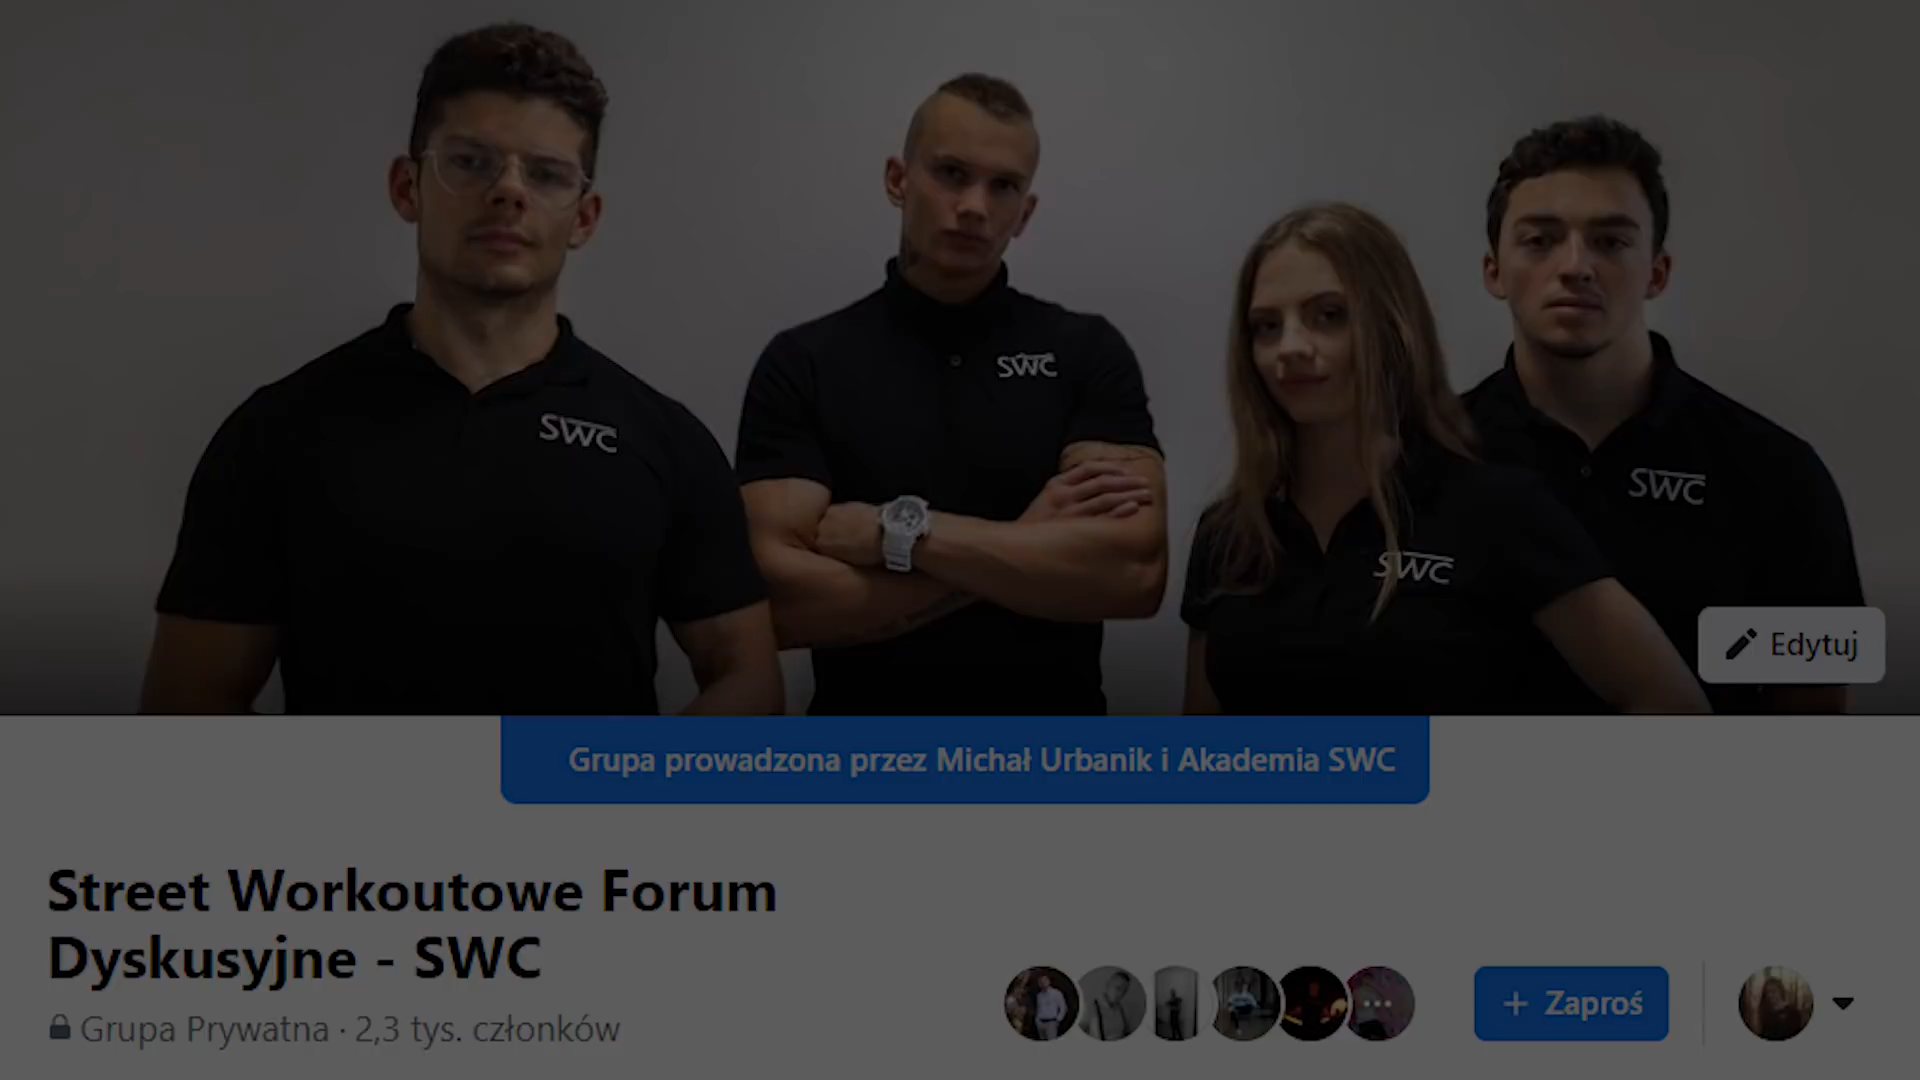 SWC
SWC
SWC
SWC
Edytuj
Grupa prowadzona przez Michał Urbanik i Akademia SWC
Street Workoutowe Forum
Dyskusyjne - SWC
Grupa Prywatna · 2,3 tys. członków
+ Zaproś